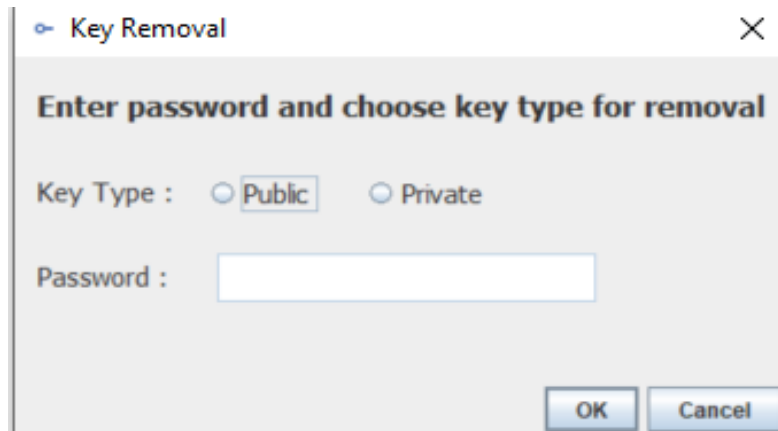 Key Removal
Enter password and choose key type for removal
Key Type : Public Private
Password :
OK Cancel